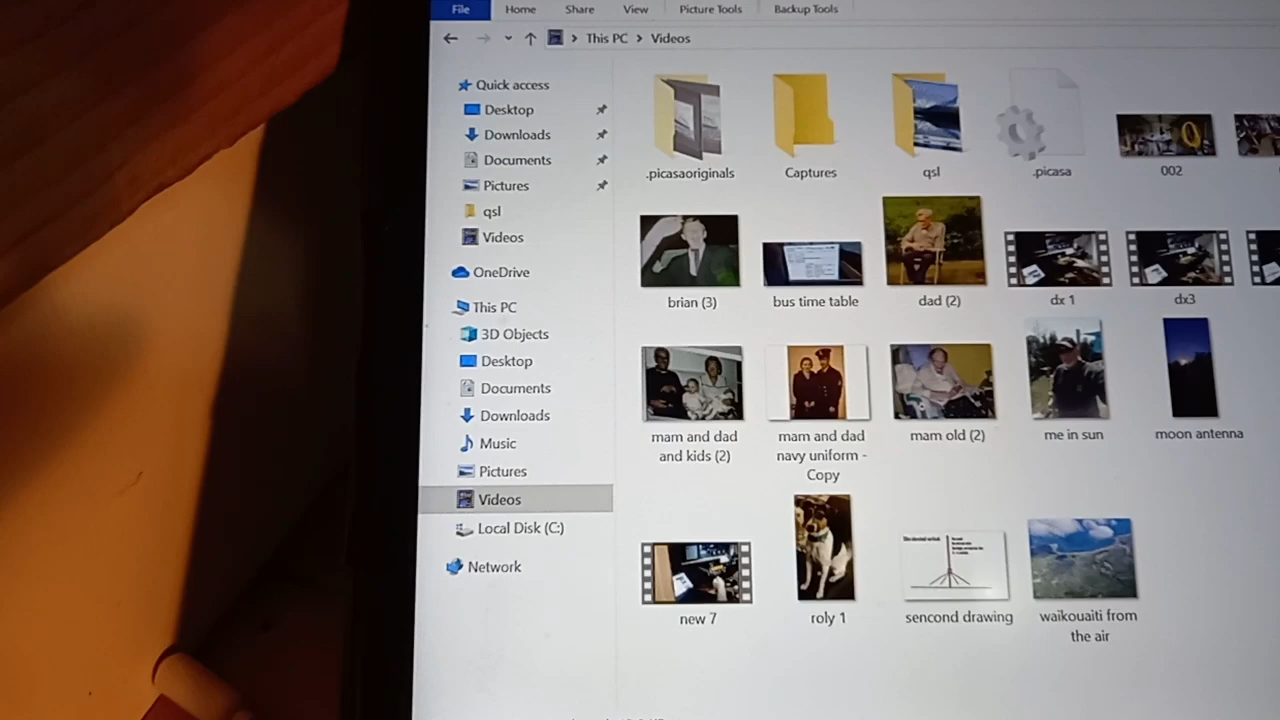 File Home Share View Picture Tools Backup Tools
This PC > Videos
Quick access
Desktop
Downloads
Documents
Pictures
qsl
Videos
OneDrive
This PC
3D Objects
Desktop
Documents
Downloads
Music
Pictures
Videos
Local Disk (C:)
Network
.picasaoriginals Captures qsl .picasa 002
brian (3) bus time table dad (2) dx 1 dx3
mam and dad and kids (2)
mam and dad navy uniform - Copy
mam old (2) me in sun moon antenna
new 7 roly 1 sencond drawing
waikouaiti from the air